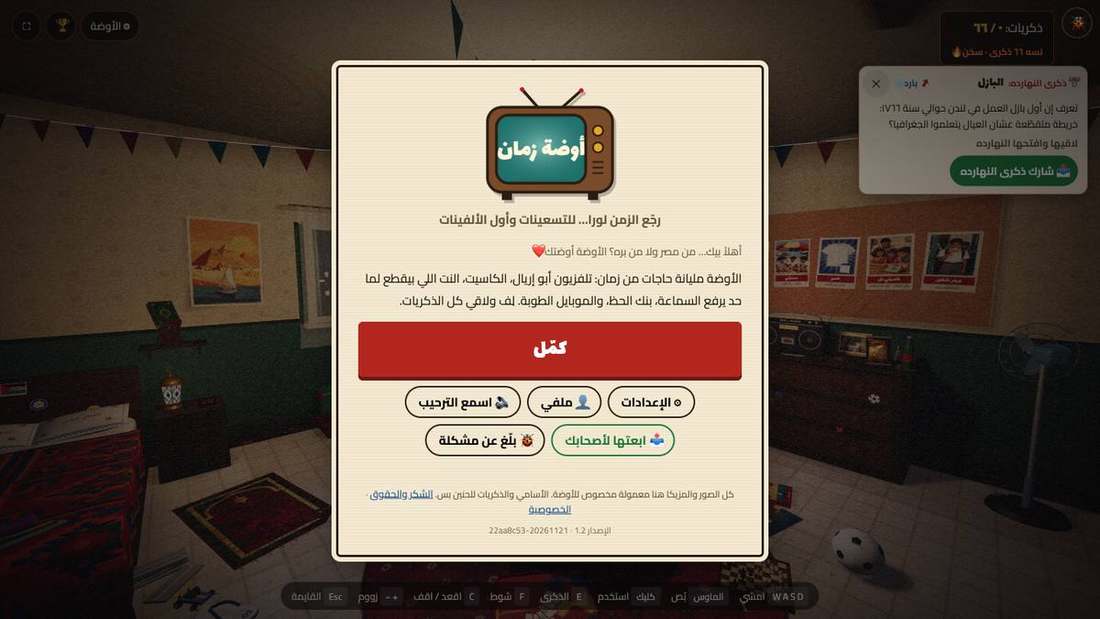 الأوضة
ذكريات: ٠ / ٦٦
لسه ٦٦ ذكرى · سخن
ذكرى النهارده: البازل
بارد
تعرف إن أول بازل اتعمل في لندن حوالي سنة ١٧٦٦:
خريطة متقطّعة عشان العيال يتعلموا الجغرافيا؟
لاقيها وافتحها النهارده
شارك ذكرى النهارده
أوضة زمان
رجّع الزمن لورا... للتسعينات وأول الألفينات
أهلاً بيك... من مصر ولا من بره؟ الأوضة أوضتك
الأوضة مليانة حاجات من زمان: تلفزيون أبو إريال، الكاسيت، النت اللي بيقطع لما
حد يرفع السماعة، بنك الحظ، والموبايل الطوبة. لِف ولاقي كل الذكريات.
كمّل
الإعدادات
ملفي
اسمع الترحيب
ابعتها لأصحابك
بلّغ عن مشكلة
كل الصور والمزيكا هنا معمولة مخصوص للأوضة. الأسامي والذكريات للحنين بس. الشكر والحقوق ·
الخصوصية
الإصدار 1.2 · 20261121-22aa8c53
WASD امشي الماوس بُص كليك استخدم E الذكرى F شوط C اقعد / اقف + − زووم Esc القايمة